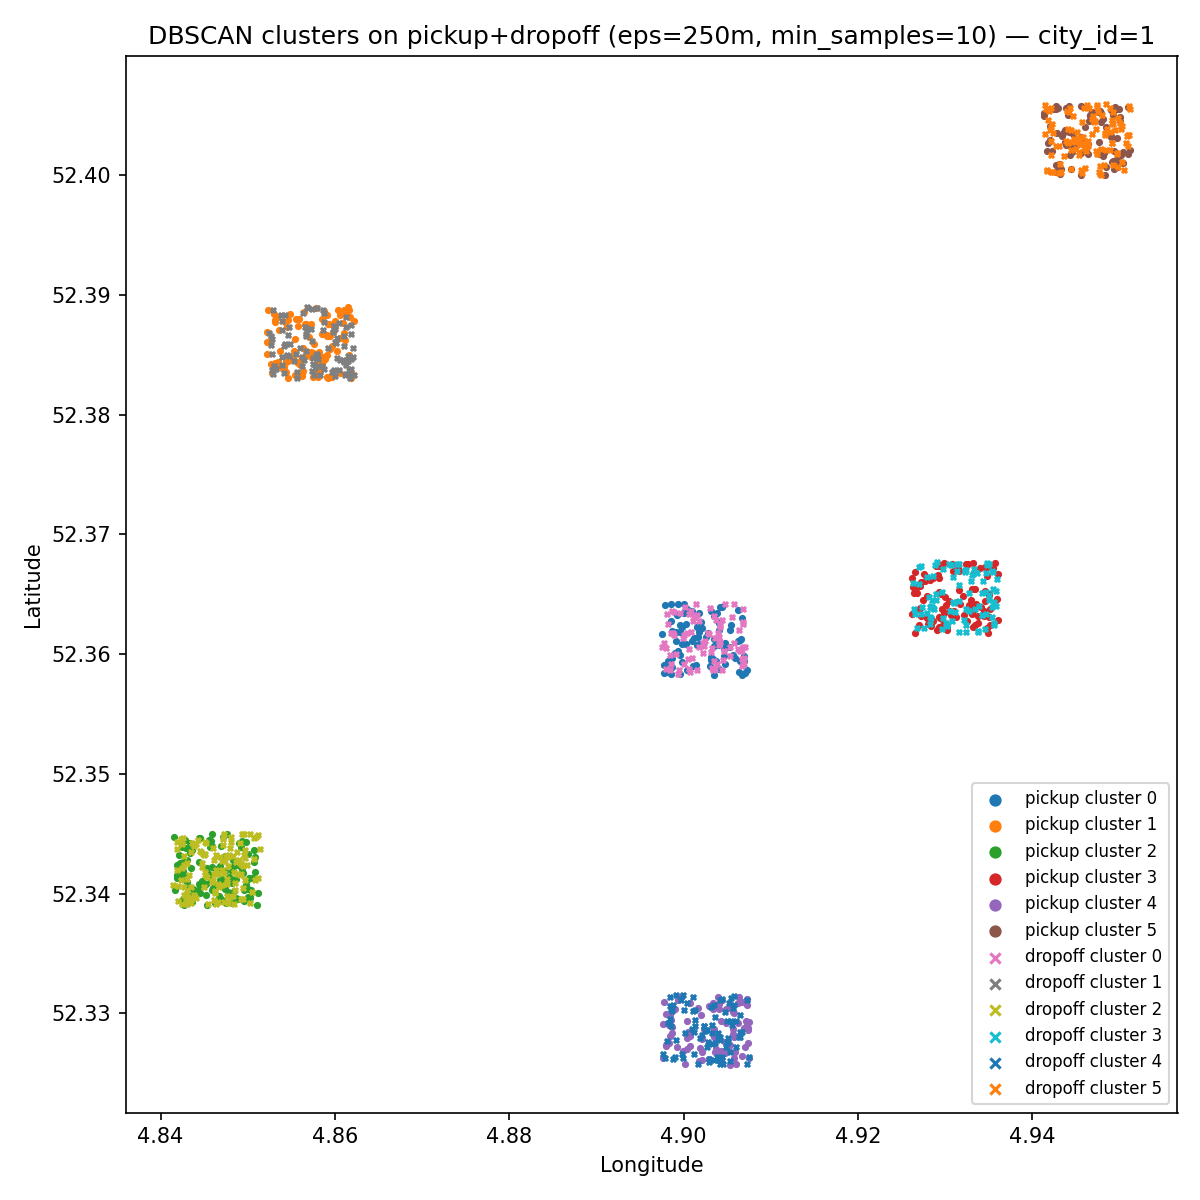 DBSCAN clusters on pickup+dropoff (eps=250m, min_samples=10) — city_id=1
52.40
52.39
52.38
52.37
52.36
52.35
52.34
52.33
Latitude
4.84 4.86 4.88 4.90 4.92 4.94
Longitude
pickup cluster 0
pickup cluster 1
pickup cluster 2
pickup cluster 3
pickup cluster 4
pickup cluster 5
dropoff cluster 0
dropoff cluster 1
dropoff cluster 2
dropoff cluster 3
dropoff cluster 4
dropoff cluster 5